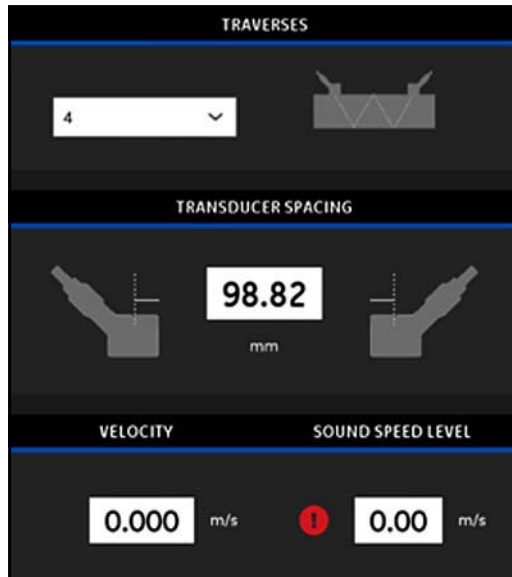 TRAVERSES
4
TRANSDUCER SPACING
98.82
mm
VELOCITY SOUND SPEED LEVEL
0.000 m/s ! 0.00 m/s